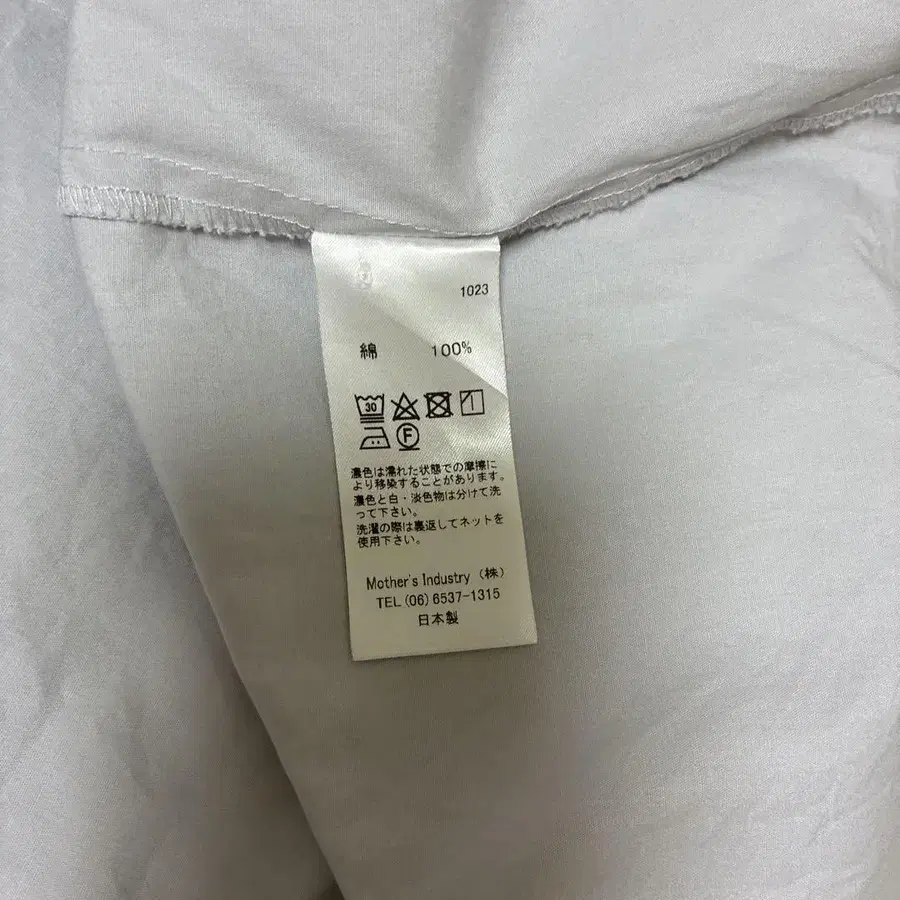 1023
綿 100%
30
F
濃色は濡れた状態での摩擦に
より移染することがあります。
濃色と白・淡色物は分けて洗
って下さい。
洗濯の際は裏返してネットを
使用下さい。
Mother's Industry (株)
TEL(06)6537-1315
日本製